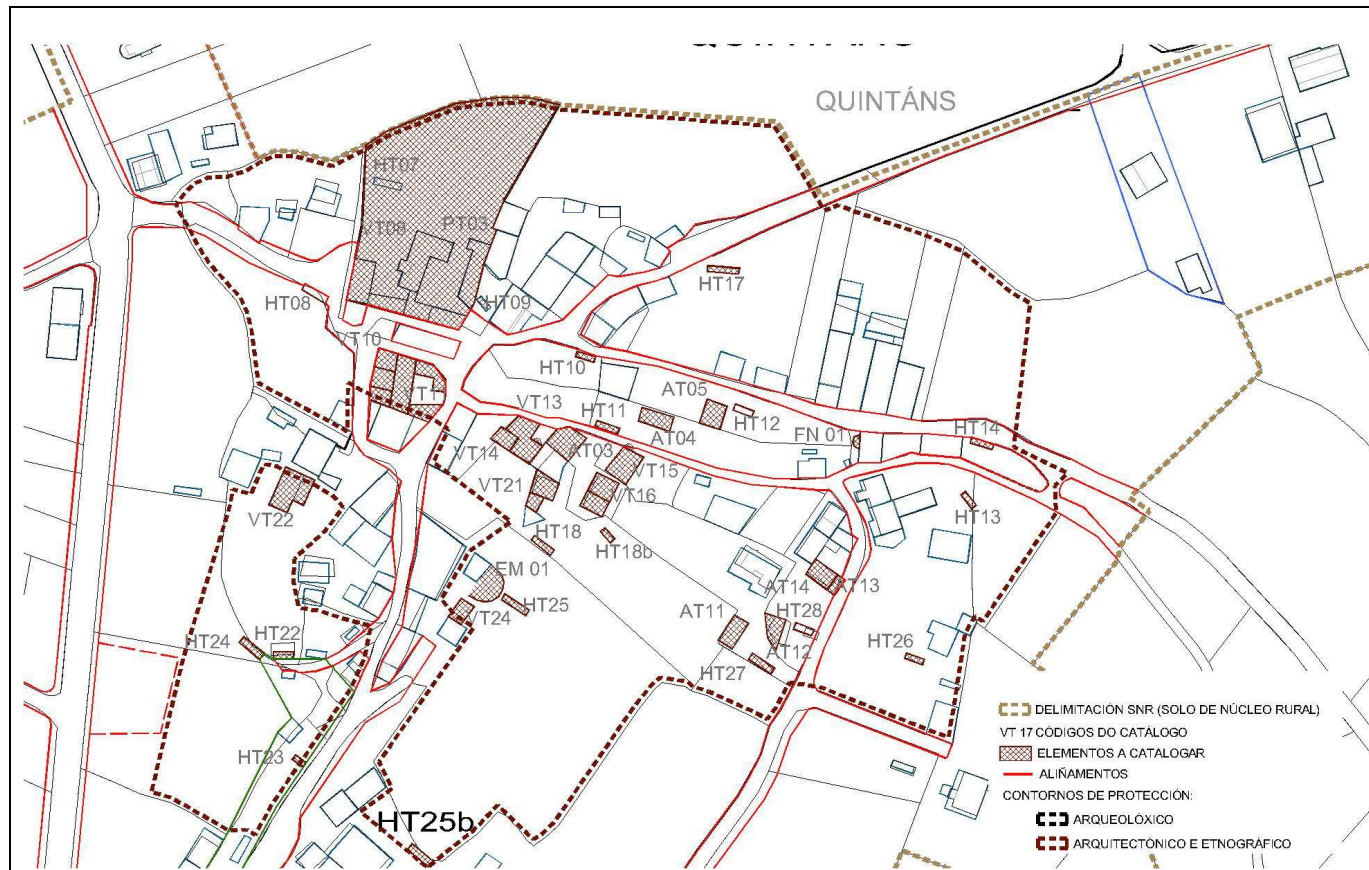 QUINTÁNS
HT07
PT03
VT08
HT17
HT08
HT09
VT10
HT10
AT05
VT1
VT13
HT11
HT12
AT04
FN 01
HT14
VT14
AT03
VT15
VT21
VT16
VT22
HT13
HT18
HT18b
EM 01
AT14
AT13
HT25
VT24
AT11
HT28
HT24
HT22
AT12
HT26
HT27
HT23
HT25b
DELIMITACIÓN SNR (SOLO DE NÚCLEO RURAL)
VT 17 CÓDIGOS DO CATÁLOGO
ELEMENTOS A CATALOGAR
ALIÑAMENTOS
CONTORNOS DE PROTECCIÓN:
ARQUEOLÓXICO
ARQUITECTÓNICO E ETNOGRÁFICO